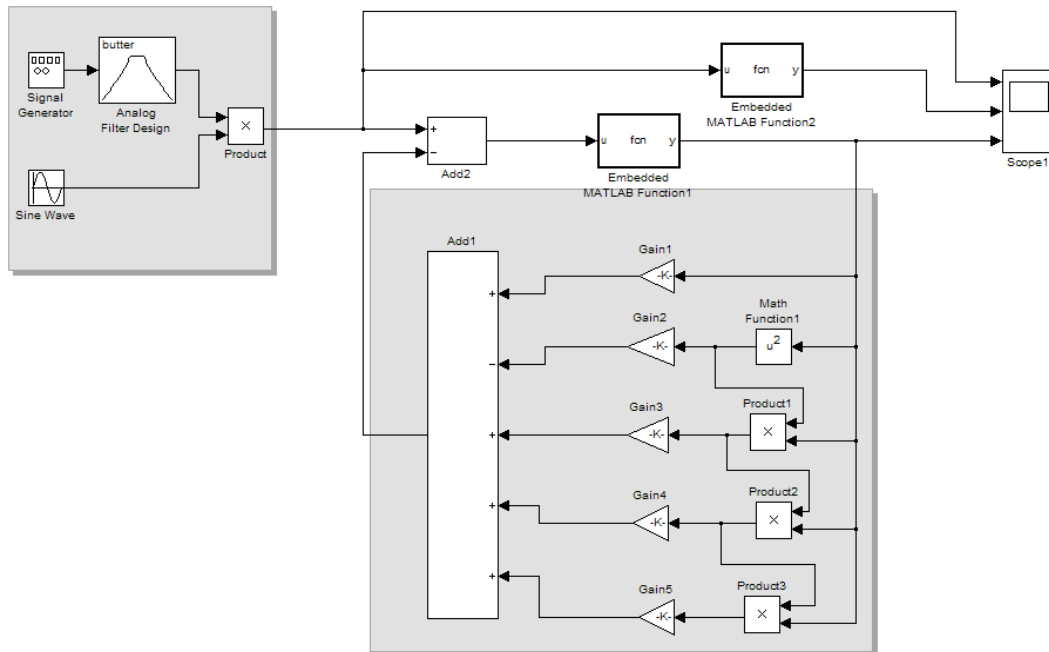 butter
Signal
Generator
Analog
Filter Design
×
Product
Sine Wave
+
−
Add2
u fcn y
Embedded
MATLAB Function2
u fcn y
Embedded
MATLAB Function1
Scope1
Add1
+
−
+
+
+
Gain1
-K-
Gain2
-K-
Math
Function1
u²
Gain3
-K-
Product1
×
Gain4
-K-
Product2
×
Gain5
-K-
Product3
×